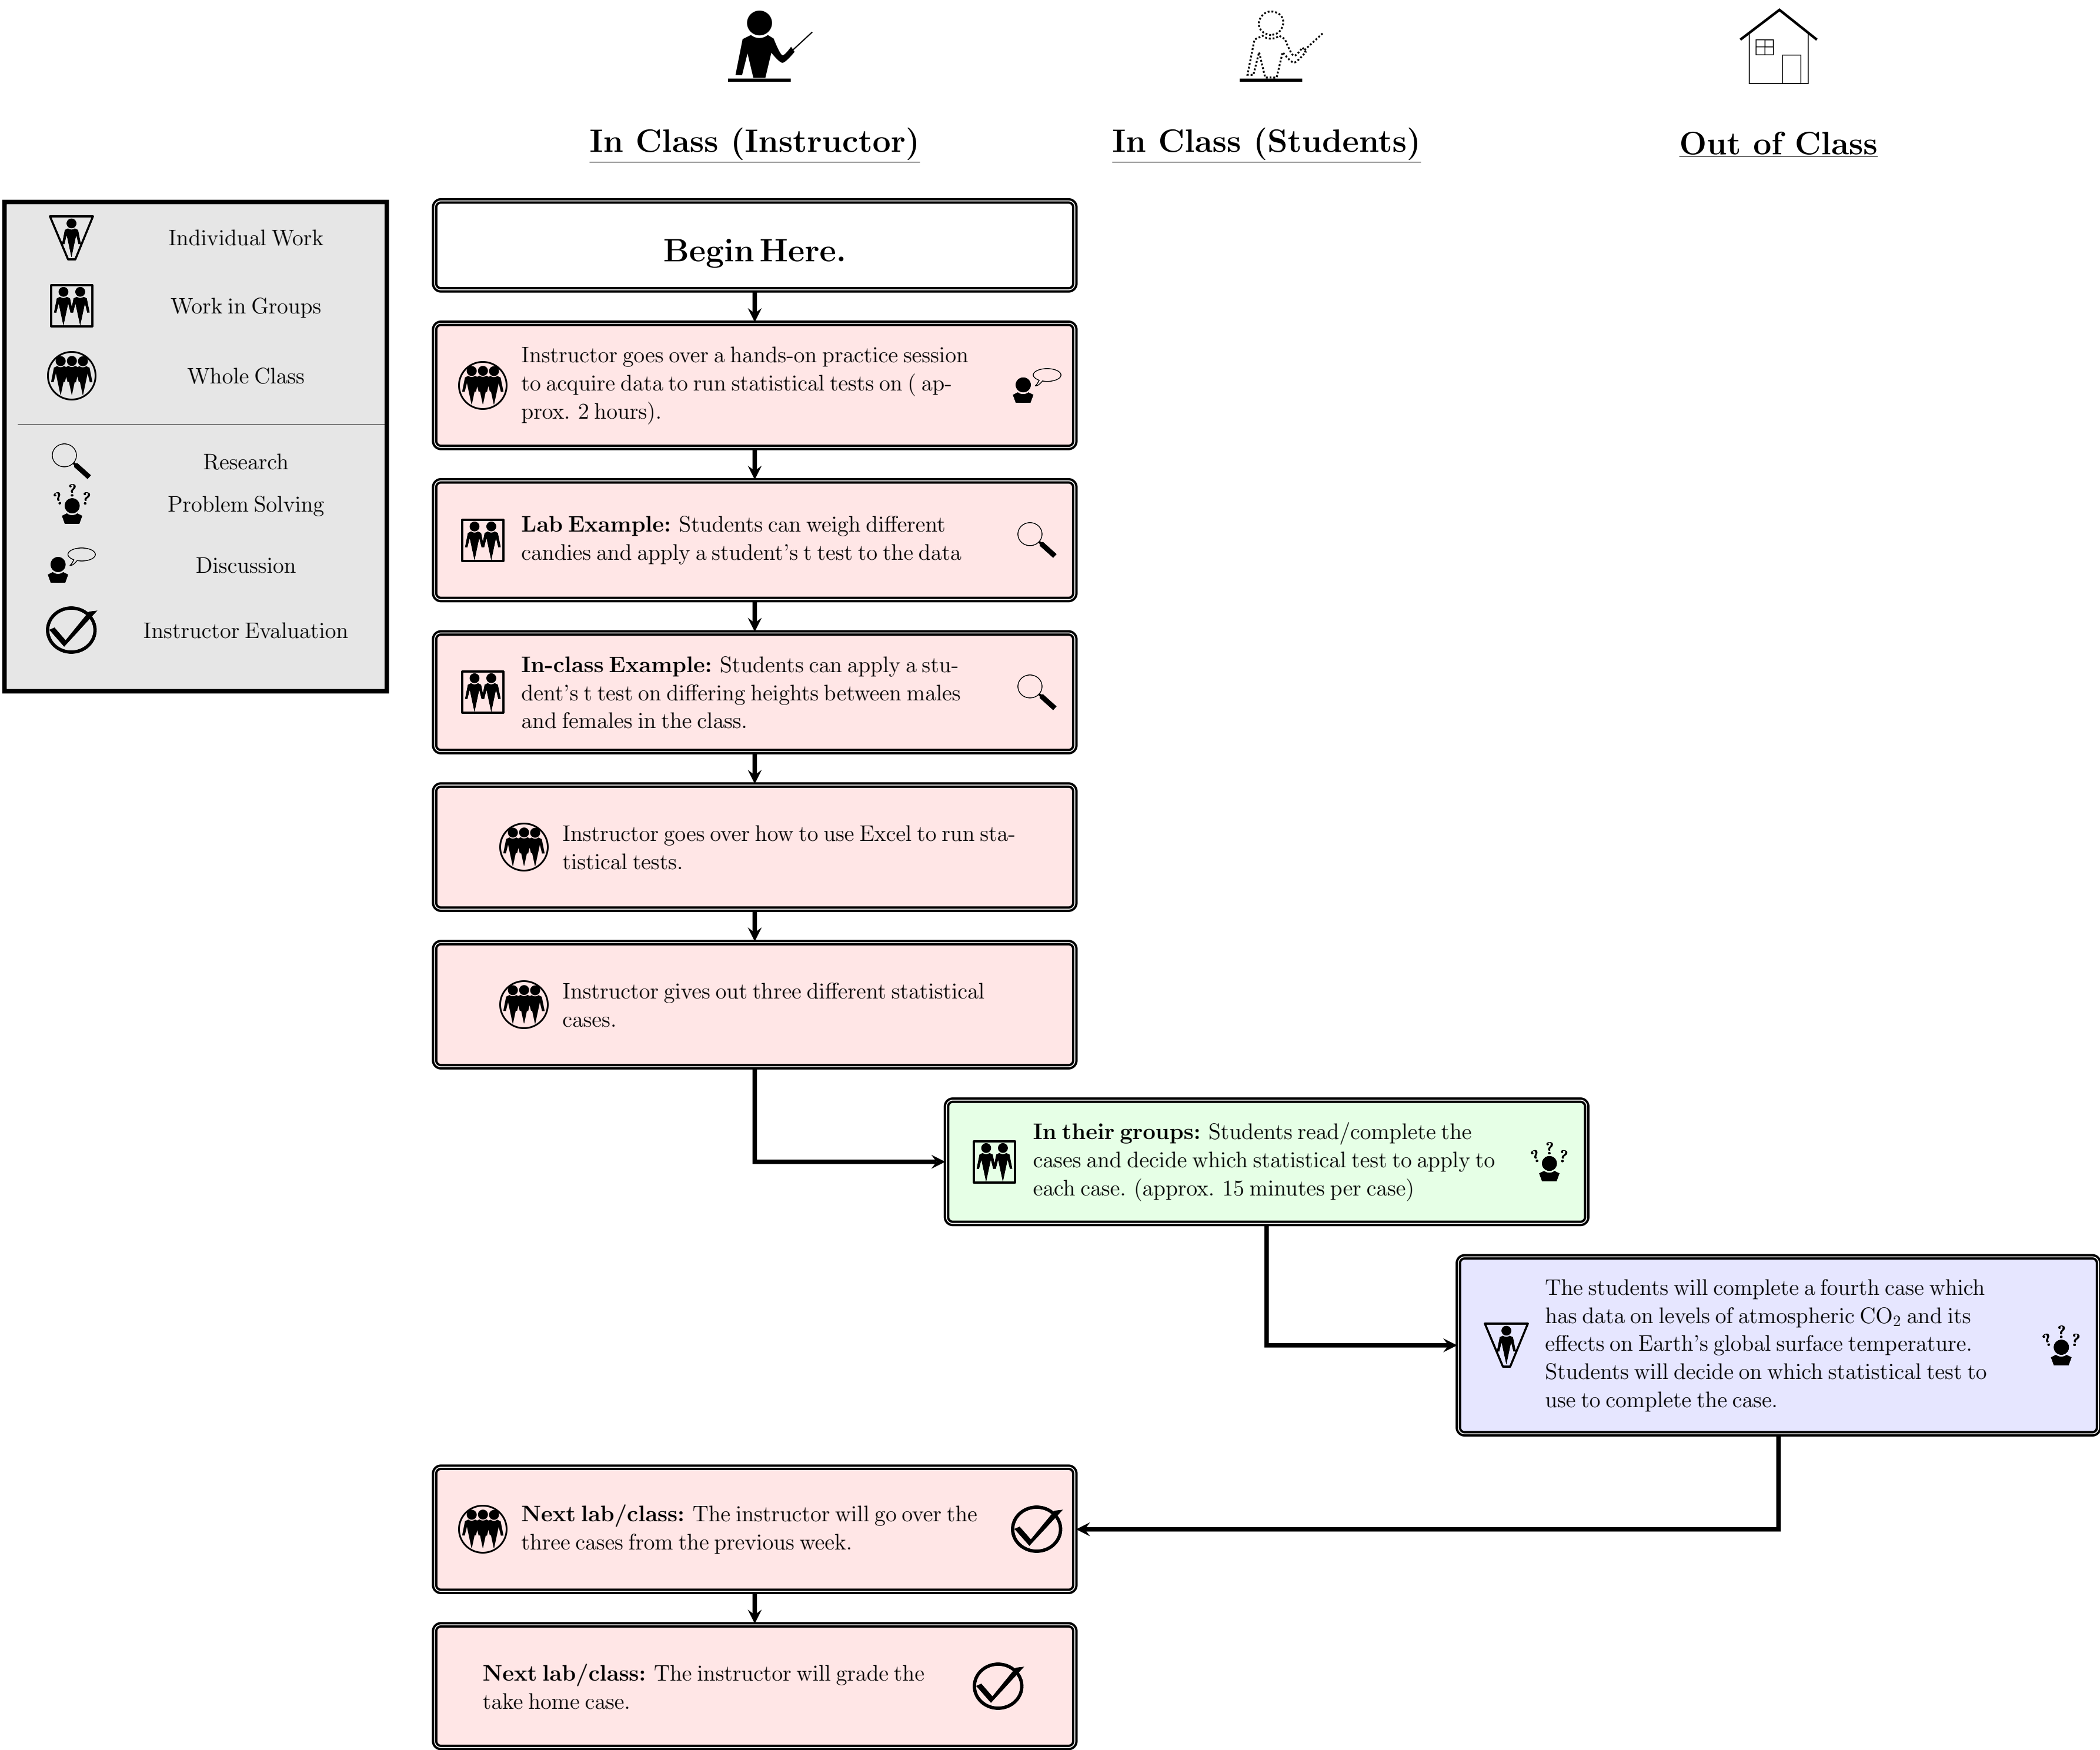 In Class (Instructor)
In Class (Students)
Out of Class
Individual Work
Work in Groups
Whole Class
Research
? ? ?
Problem Solving
Discussion
Instructor Evaluation
Begin Here.
Instructor goes over a hands-on practice session
to acquire data to run statistical tests on ( ap-
prox. 2 hours).
Lab Example: Students can weigh different
candies and apply a student's t test to the data
In-class Example: Students can apply a stu-
dent's t test on differing heights between males
and females in the class.
Instructor goes over how to use Excel to run sta-
tistical tests.
Instructor gives out three different statistical
cases.
In their groups: Students read/complete the
cases and decide which statistical test to apply to
each case. (approx. 15 minutes per case)
? ? ?
The students will complete a fourth case which
has data on levels of atmospheric CO₂ and its
effects on Earth's global surface temperature.
Students will decide on which statistical test to
use to complete the case.
? ? ?
Next lab/class: The instructor will go over the
three cases from the previous week.
Next lab/class: The instructor will grade the
take home case.